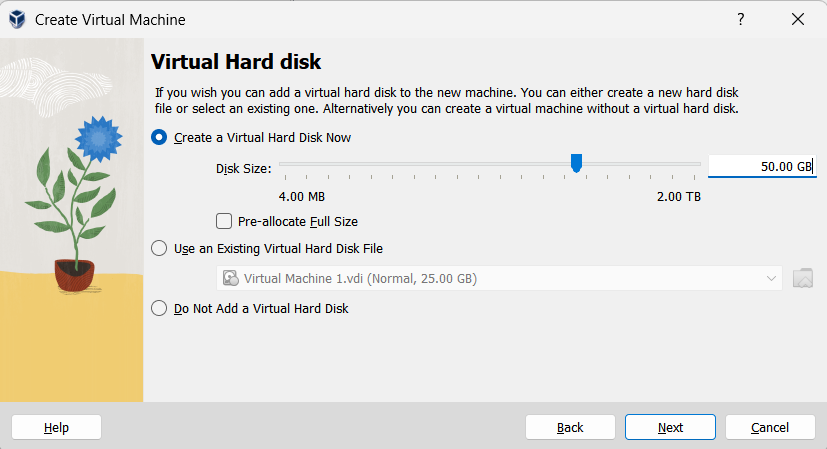 Create Virtual Machine
?
Virtual Hard disk
If you wish you can add a virtual hard disk to the new machine. You can either create a new hard disk
file or select an existing one. Alternatively you can create a virtual machine without a virtual hard disk.
Create a Virtual Hard Disk Now
Disk Size:
50.00 GB
4.00 MB
2.00 TB
Pre-allocate Full Size
Use an Existing Virtual Hard Disk File
Virtual Machine 1.vdi (Normal, 25.00 GB)
Do Not Add a Virtual Hard Disk
Help
Back
Next
Cancel